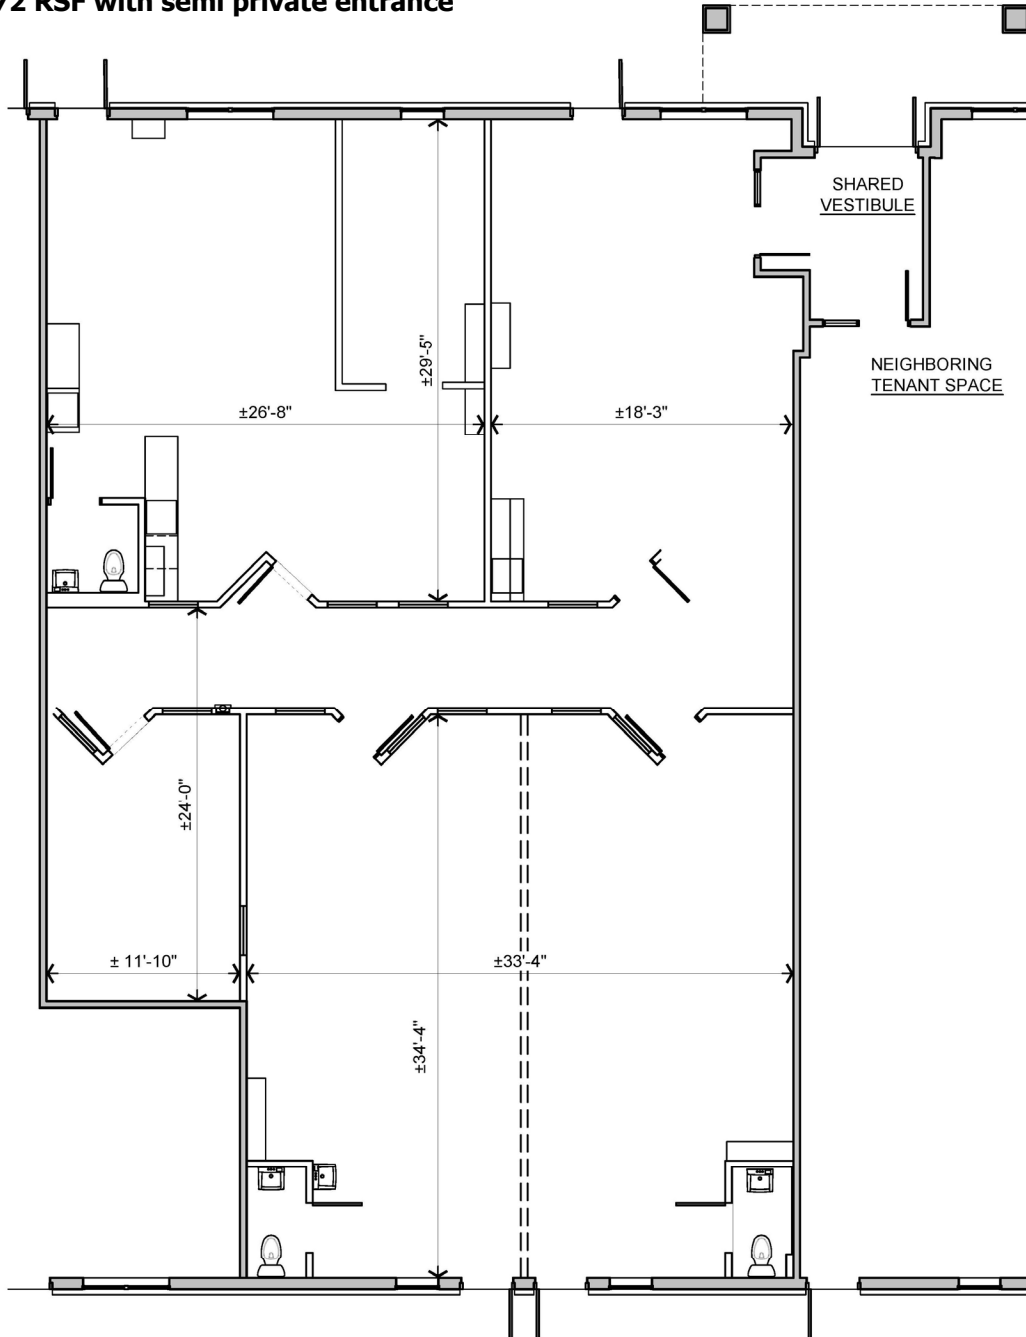 72 RSF with semi private entrance
SHARED
VESTIBULE
NEIGHBORING
TENANT SPACE
±29'-5"
±26'-8"
±18'-3"
±24'-0"
± 11'-10"
±33'-4"
±34'-4"